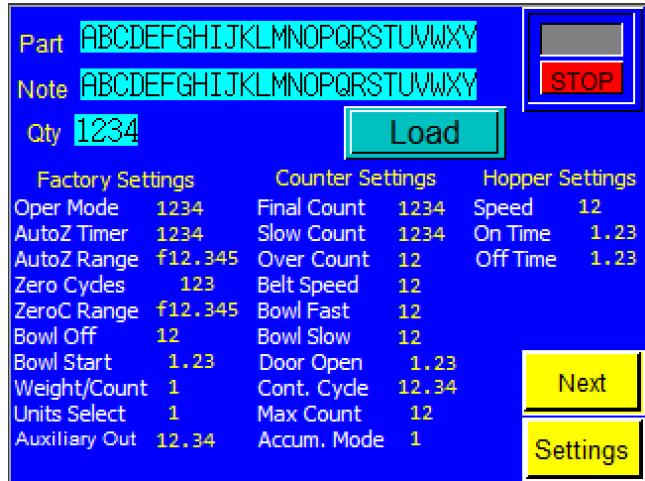 Part ABCDEFGHIJKLMNOPQRSTUVWXY
Note ABCDEFGHIJKLMNOPQRSTUVWXY
STOP
Qty 1234
Load
Factory Settings Counter Settings Hopper Settings
Oper Mode 1234 Final Count 1234 Speed 12
AutoZ Timer 1234 Slow Count 1234 On Time 1.23
AutoZ Range f12.345 Over Count 12 Off Time 1.23
Zero Cycles 123 Belt Speed 12
ZeroC Range f12.345 Bowl Fast 12
Bowl Off 12 Bowl Slow 12
Bowl Start 1.23 Door Open 1.23
Weight/Count 1 Cont. Cycle 12.34
Units Select 1 Max Count 12
Auxiliary Out 12.34 Accum. Mode 1
Next
Settings